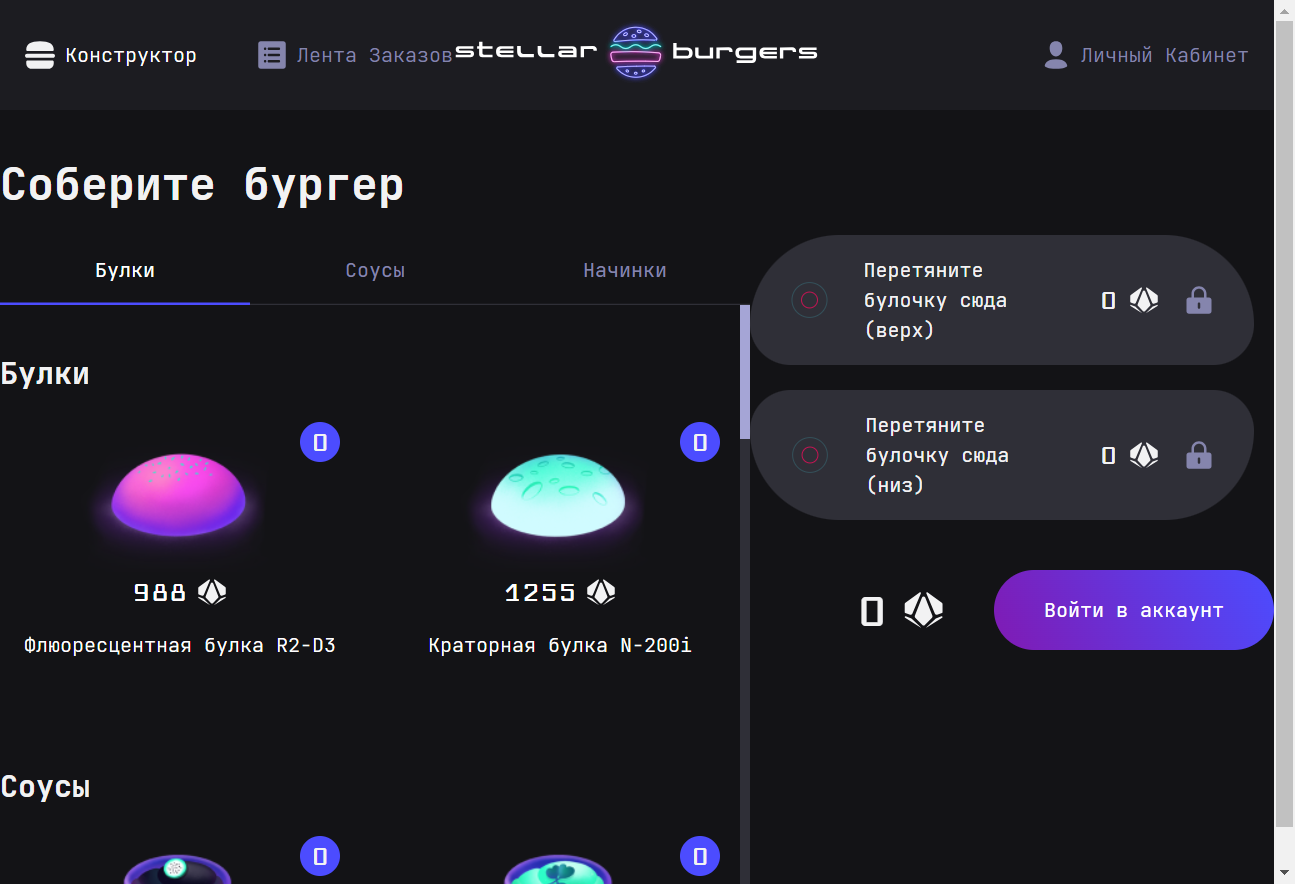 Конструктор
Лента Заказов
stellar burgers
Личный Кабинет
Соберите бургер
Булки
Соусы
Начинки
Булки
0
0
988
1255
Флюоресцентная булка R2-D3
Краторная булка N-200i
Соусы
0
0
Перетяните
булочку сюда
(верх)
0
Перетяните
булочку сюда
(низ)
0
0
Войти в аккаунт